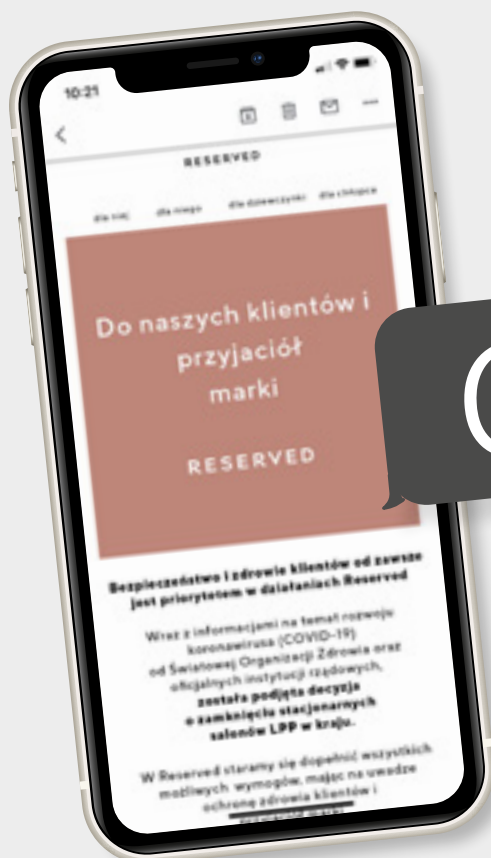 10:21
RESERVED
dla niej dla niego dla dziewczynki dla chłopca
Do naszych klientów i
przyjaciół
marki
RESERVED
Bezpieczeństwo i zdrowie klientów od zawsze
jest priorytetem w działaniach Reserved
Wraz z informacjami na temat rozwoju
koronawirusa (COVID-19)
od Światowej Organizacji Zdrowia oraz
oficjalnych instytucji rządowych,
została podjęta decyzja
o zamknięciu stacjonarnych
salonów LPP w kraju.
W Reserved staramy się dopełnić wszystkich
możliwych wymogów, mając na uwadze
ochronę zdrowia klientów i